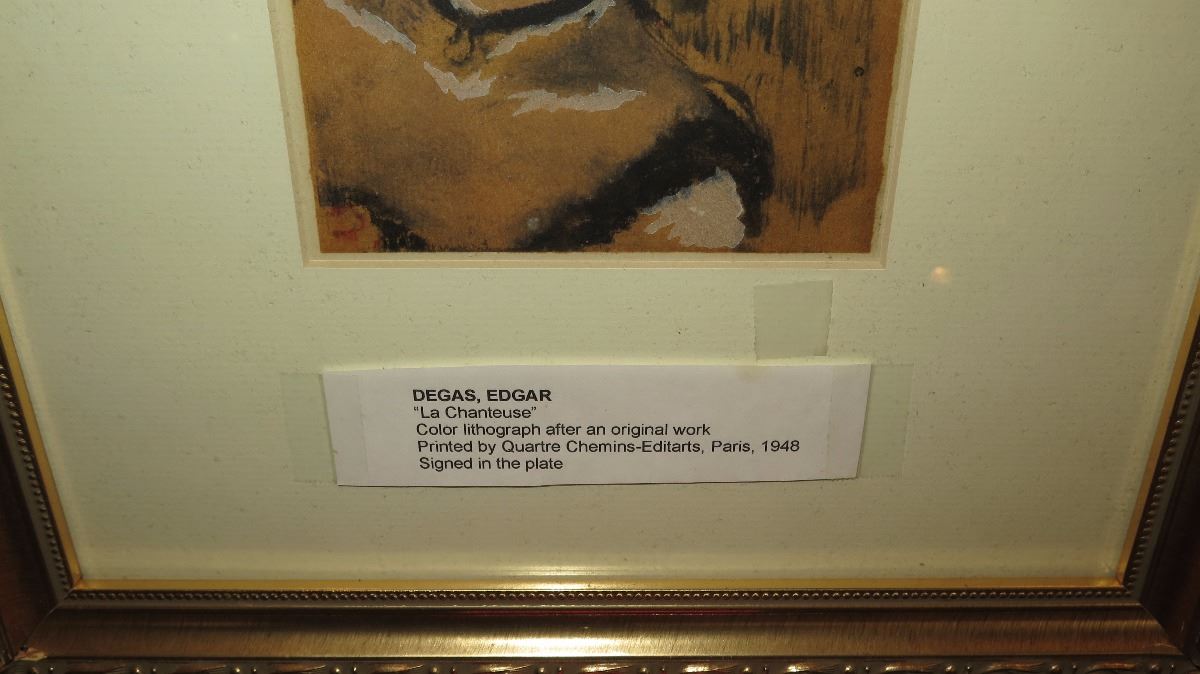 DEGAS, EDGAR
"La Chanteuse"
Color lithograph after an original work
Printed by Quartre Chemins-Editarts, Paris, 1948
Signed in the plate